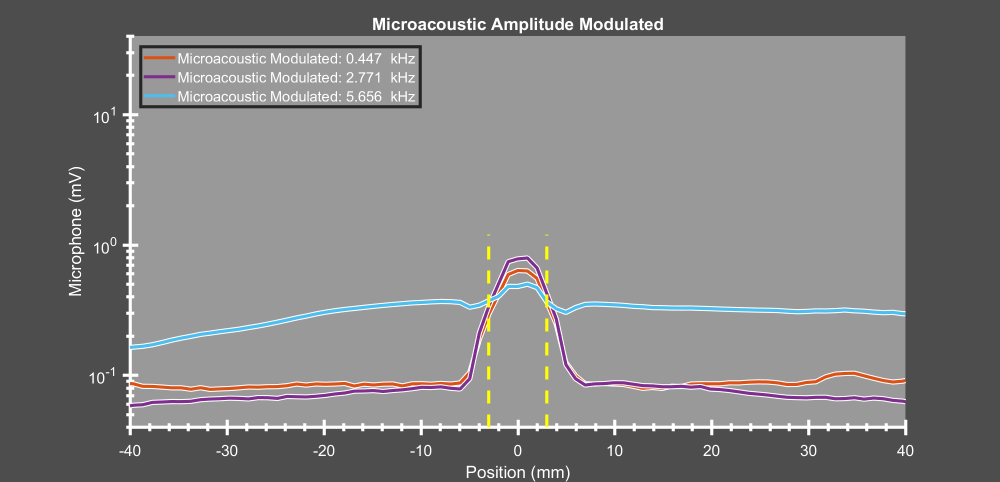 Microacoustic Amplitude Modulated
Microacoustic Modulated: 0.447 kHz
Microacoustic Modulated: 2.771 kHz
Microacoustic Modulated: 5.656 kHz
10^1
10^0
10^-1
Microphone (mV)
-40 -30 -20 -10 0 10 20 30 40
Position (mm)